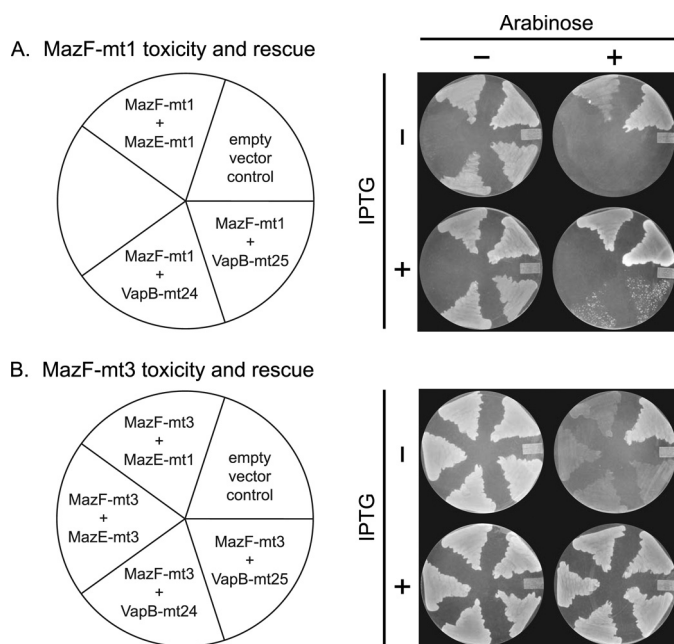 Arabinose
A. MazF-mt1 toxicity and rescue
− +
MazF-mt1
+
MazE-mt1
empty
vector
control
MazF-mt1
+
VapB-mt25
MazF-mt1
+
VapB-mt24
IPTG
−
+
B. MazF-mt3 toxicity and rescue
MazF-mt3
+
MazE-mt1
empty
vector
control
MazF-mt3
+
MazE-mt3
MazF-mt3
+
VapB-mt25
MazF-mt3
+
VapB-mt24
IPTG
−
+